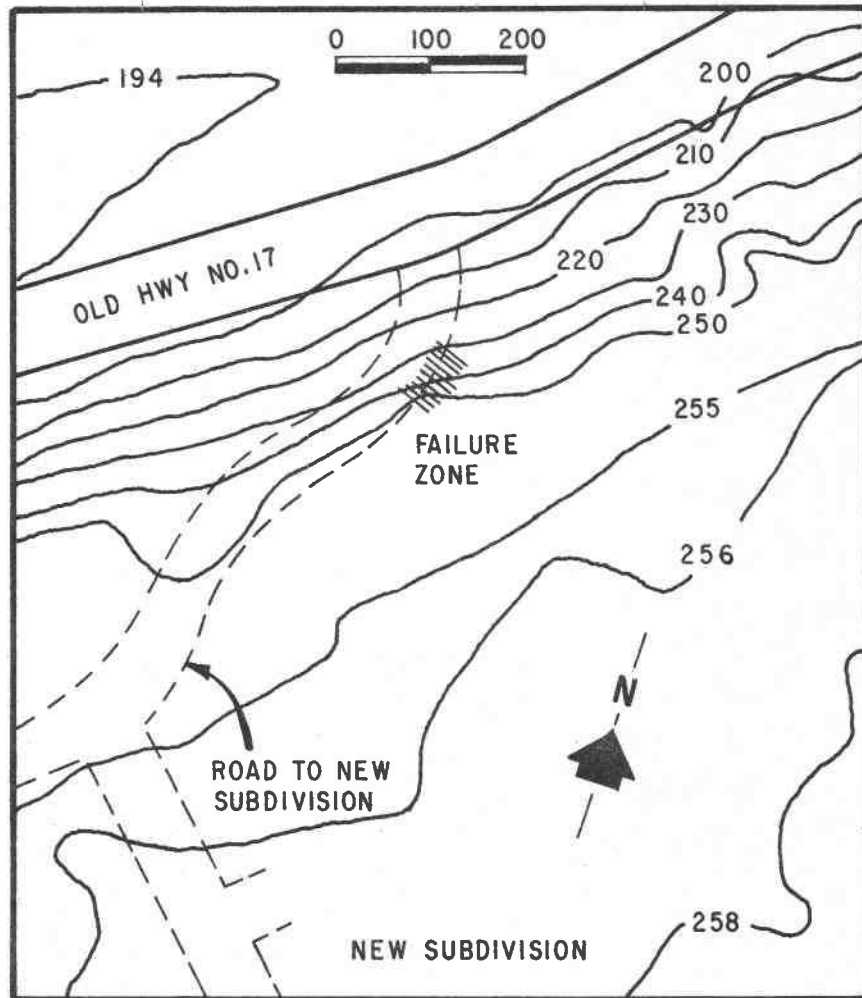 0 100 200
194
200
210
230
OLD HWY NO.17
220
240
250
255
FAILURE
ZONE
256
N
ROAD TO NEW
SUBDIVISION
258
NEW SUBDIVISION